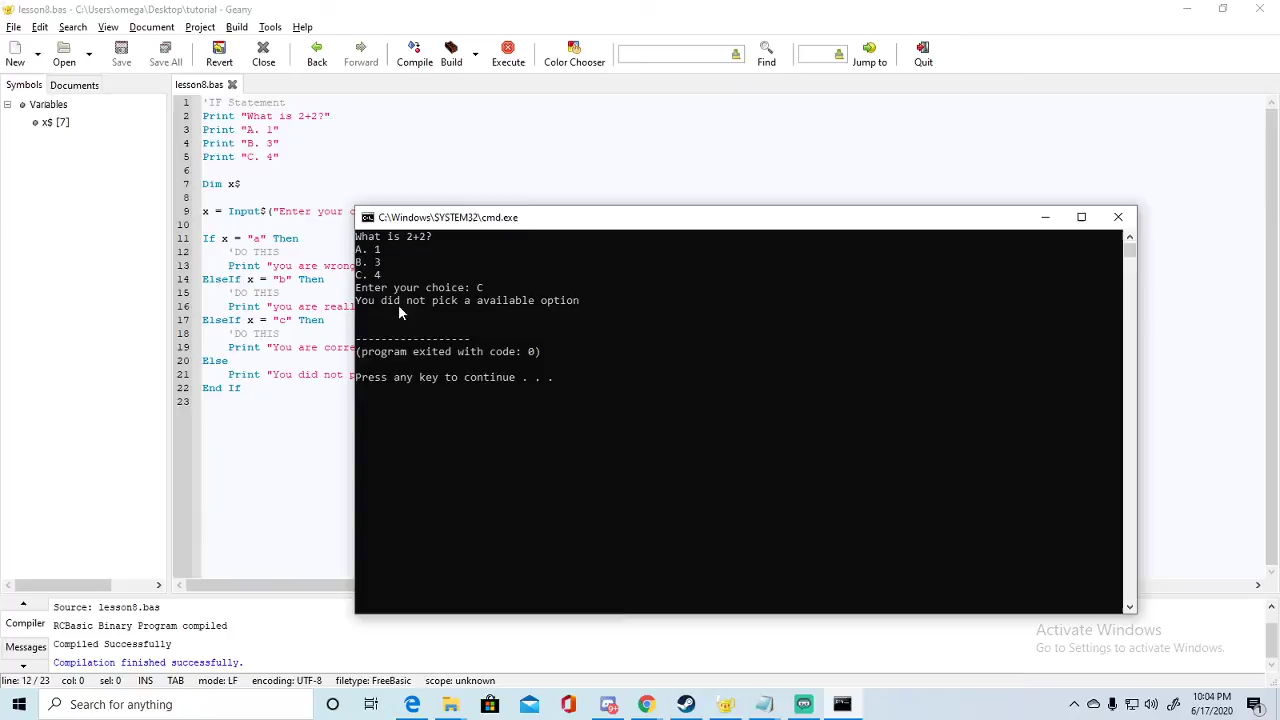 lesson8.bas - C:\Users\omega\Desktop\tutorial - Geany
File Edit Search View Document Project Build Tools Help
New Open Save Save All Revert Close Back Forward Compile Build Execute Color Chooser Find Jump to Quit
Symbols Documents lesson8.bas
Variables
x$ [7]
1 'IF Statement
2 Print "What is 2+2?"
3 Print "A. 1"
4 Print "B. 3"
5 Print "C. 4"
6
7 Dim x$
8
9 x = Input$("Enter your c
10
11 If x = "a" Then
12 'DO THIS
13 Print "you are wrong
14 ElseIf x = "b" Then
15 'DO THIS
16 Print "you are reall
17 ElseIf x = "c" Then
18 'DO THIS
19 Print "You are corre
20 Else
21 Print "You did not p
22 End If
23
C:\Windows\SYSTEM32\cmd.exe
What is 2+2?
A. 1
B. 3
C. 4
Enter your choice: C
You did not pick a available option
------------------
(program exited with code: 0)
Press any key to continue . . .
Compiler
Messages
Source: lesson8.bas
RCBasic Binary Program compiled
Compiled Successfully
Compilation finished successfully.
Activate Windows
Go to Settings to activate Windows.
line: 12 / 23 col: 0 sel: 0 INS TAB mode: LF encoding: UTF-8 filetype: FreeBasic scope: unknown
Search for anything
10:04 PM
6/17/2020
1